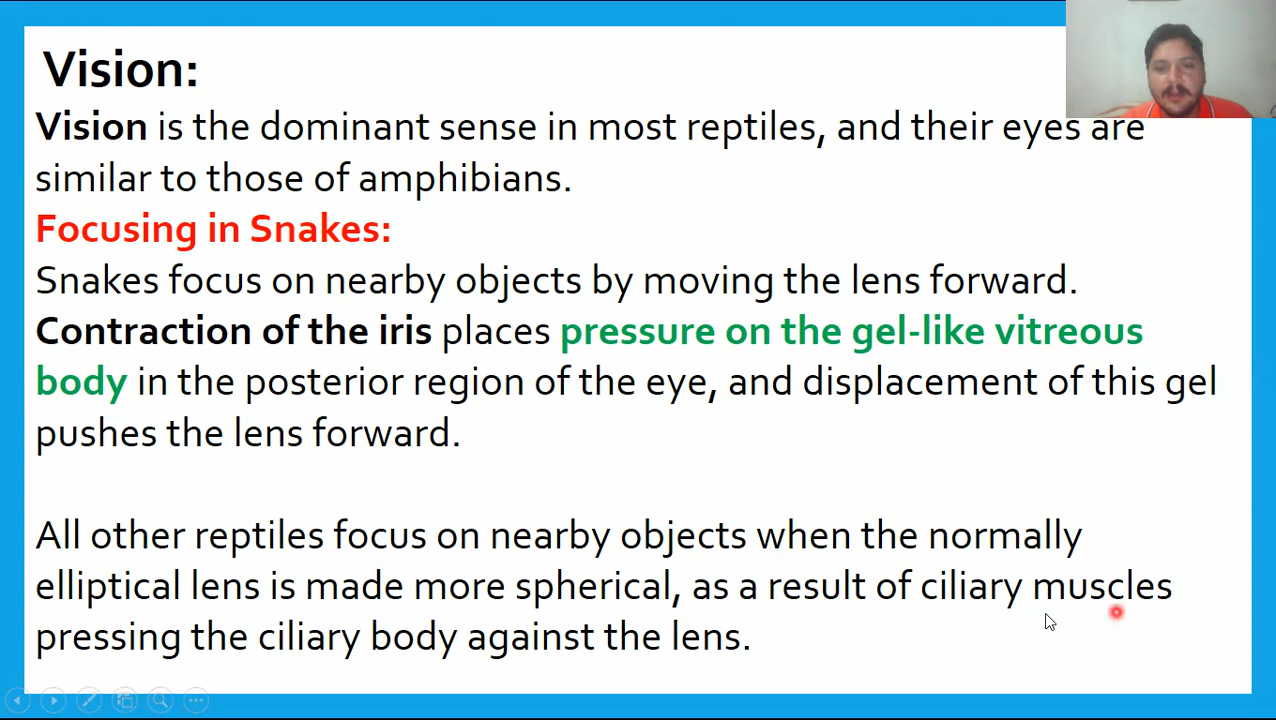 Vision:
Vision is the dominant sense in most reptiles, and their eyes are
similar to those of amphibians.
Focusing in Snakes:
Snakes focus on nearby objects by moving the lens forward.
Contraction of the iris places pressure on the gel-like vitreous
body in the posterior region of the eye, and displacement of this gel
pushes the lens forward.
All other reptiles focus on nearby objects when the normally
elliptical lens is made more spherical, as a result of ciliary muscles
pressing the ciliary body against the lens.